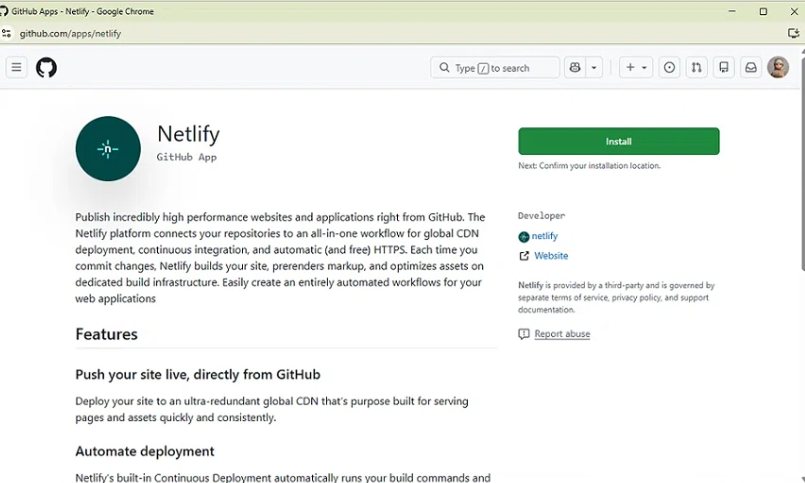 GitHub Apps - Netlify - Google Chrome
github.com/apps/netlify
Type / to search
n
Netlify
GitHub App
Install
Next: Confirm your installation location.
Publish incredibly high performance websites and applications right from GitHub. The
Netlify platform connects your repositories to an all-in-one workflow for global CDN
deployment, continuous integration, and automatic (and free) HTTPS. Each time you
commit changes, Netlify builds your site, prerenders markup, and optimizes assets on
dedicated build infrastructure. Easily create an entirely automated workflows for your
web applications
Developer
netlify
Website
Netlify is provided by a third-party and is governed by
separate terms of service, privacy policy, and support
documentation.
Report abuse
Features
Push your site live, directly from GitHub
Deploy your site to an ultra-redundant global CDN that's purpose built for serving
pages and assets quickly and consistently.
Automate deployment
Netlify's built-in Continuous Deployment automatically runs your build commands and